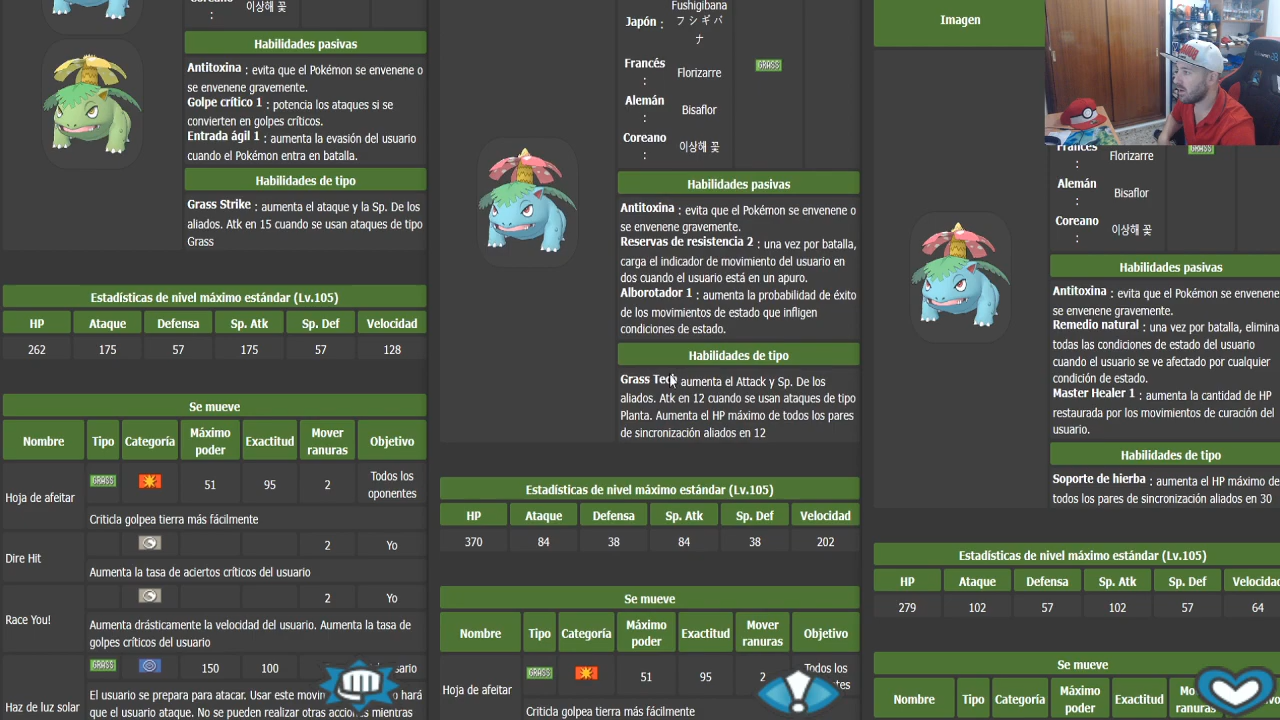 Coreano 이상해 꽃
:
Habilidades pasivas
Antitoxina : evita que el Pokémon se envenene o
se envenene gravemente.
Golpe crítico 1 : potencia los ataques si se
convierten en golpes críticos.
Entrada ágil 1 : aumenta la evasión del usuario
cuando el Pokémon entra en batalla.
Habilidades de tipo
Grass Strike : aumenta el ataque y la Sp. De los
aliados. Atk en 15 cuando se usan ataques de tipo
Grass
Estadísticas de nivel máximo estándar (Lv.105)
HP Ataque Defensa Sp. Atk Sp. Def Velocidad
262 175 57 175 57 128
Se mueve
Nombre Tipo Categoría Máximo poder Exactitud Mover ranuras Objetivo
Hoja de afeitar GRASS 51 95 2 Todos los oponentes
Criticla golpea tierra más fácilmente
Dire Hit 2 Yo
Aumenta la tasa de aciertos críticos del usuario
Race You! 2 Yo
Aumenta drásticamente la velocidad del usuario. Aumenta la tasa de
golpes críticos del usuario
Haz de luz solar GRASS 150 100
El usuario se prepara para atacar. Usar este hará
que el usuario ataque. No se pueden realizar otras mientras
Fushigibana
Japón : フシギバナ
Francés : Florizarre GRASS
Alemán : Bisaflor
Coreano : 이상해 꽃
Habilidades pasivas
Antitoxina : evita que el Pokémon se envenene o
se envenene gravemente.
Reservas de resistencia 2 : una vez por batalla,
carga el indicador de movimiento del usuario en
dos cuando el usuario está en un apuro.
Alborotador 1 : aumenta la probabilidad de éxito
de los movimientos de estado que infligen
condiciones de estado.
Habilidades de tipo
Grass Tech aumenta el Attack y Sp. De los
aliados. Atk en 12 cuando se usan ataques de tipo
Planta. Aumenta el HP máximo de todos los pares
de sincronización aliados en 12
Estadísticas de nivel máximo estándar (Lv.105)
HP Ataque Defensa Sp. Atk Sp. Def Velocidad
370 84 38 84 38 202
Se mueve
Nombre Tipo Categoría Máximo poder Exactitud Mover ranuras Objetivo
Hoja de afeitar GRASS 51 95 2 Todos los
Criticla golpea tierra más fácilmente
Imagen
Francés : Florizarre GRASS
Alemán : Bisaflor
Coreano : 이상해 꽃
Habilidades pasivas
Antitoxina : evita que el Pokémon se envenene
se envenene gravemente.
Remedio natural : una vez por batalla, elimina
todas las condiciones de estado del usuario
cuando el usuario se ve afectado por cualquier
condición de estado.
Master Healer 1 : aumenta la cantidad de HP
restaurada por los movimientos de curación del
usuario.
Habilidades de tipo
Soporte de hierba : aumenta el HP máximo de
todos los pares de sincronización aliados en 30
Estadísticas de nivel máximo estándar (Lv.105)
HP Ataque Defensa Sp. Atk Sp. Def Velocidad
279 102 57 102 57 64
Se mueve
Nombre Tipo Categoría Máximo poder Exactitud